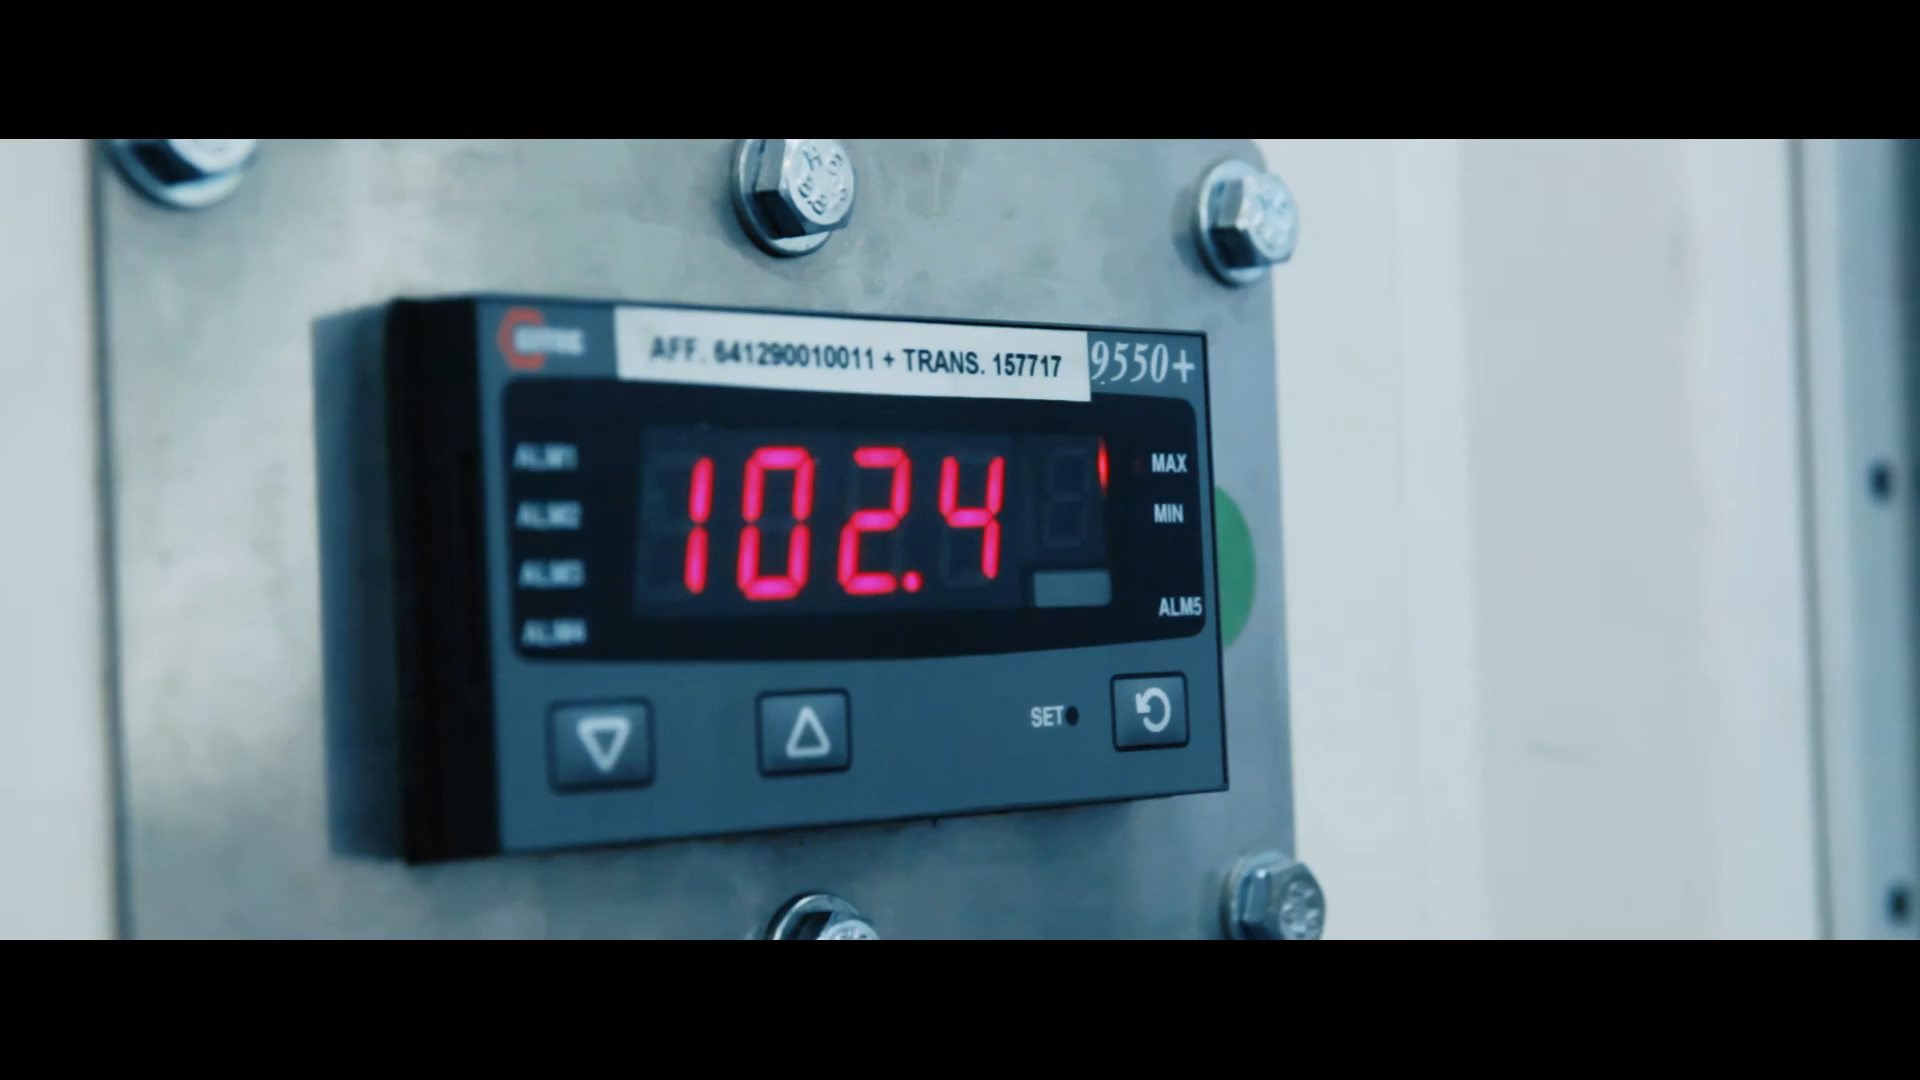 AFF. 641290010011 + TRANS. 157717
9550+
ALM1
ALM2
ALM3
ALM4
102.4
MAX
MIN
ALM5
SET